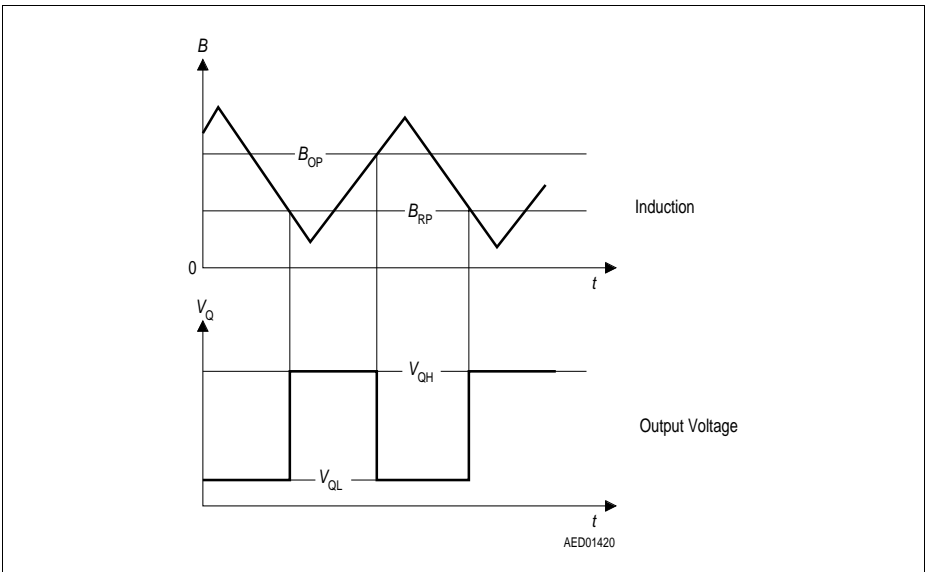 B
B_OP
B_RP
Induction
0
t
V_Q
V_QH
Output Voltage
V_QL
t
AED01420